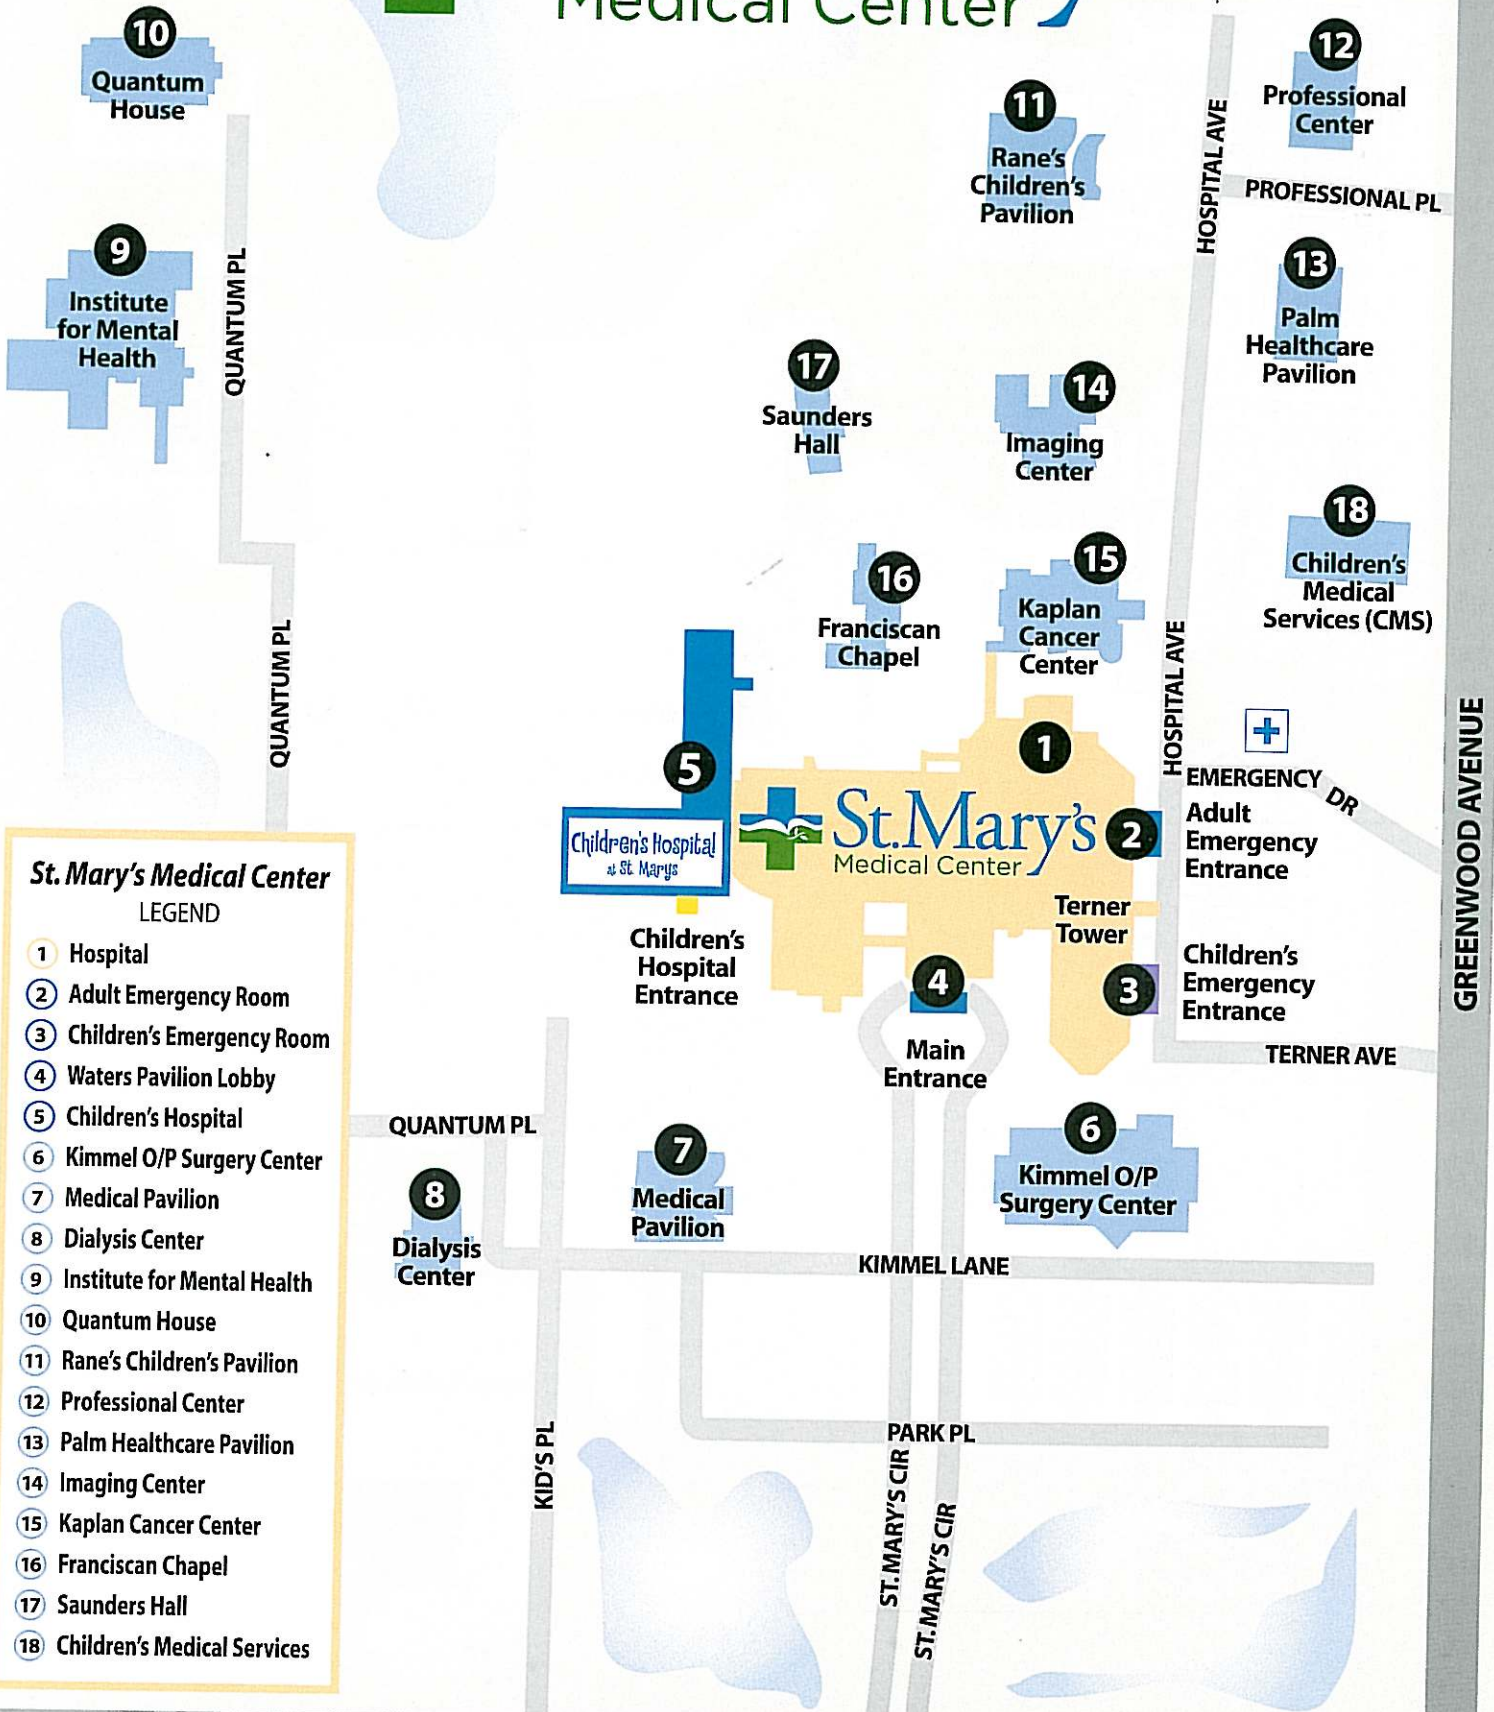 Medical Center
10
Quantum
House
12
Professional
Center
11
Rane's
Children's
Pavilion
HOSPITAL AVE
PROFESSIONAL PL
9
Institute
for Mental
Health
QUANTUM PL
13
Palm
Healthcare
Pavilion
17
Saunders
Hall
14
Imaging
Center
18
Children's
Medical
Services (CMS)
16
Franciscan
Chapel
15
Kaplan
Cancer
Center
QUANTUM PL
HOSPITAL AVE
GREENWOOD AVENUE
1
5
EMERGENCY DR
St.Mary's
Medical Center
2
Adult
Emergency
Entrance
Children's Hospital
at St. Marys
Terner
Tower
Children's
Hospital
Entrance
4
3
Children's
Emergency
Entrance
Main
Entrance
TERNER AVE
QUANTUM PL
7
Medical
Pavilion
6
Kimmel O/P
Surgery Center
8
Dialysis
Center
KIMMEL LANE
PARK PL
KID'S PL
ST. MARY'S CIR
ST. MARY'S CIR
St. Mary's Medical Center
LEGEND
1 Hospital
2 Adult Emergency Room
3 Children's Emergency Room
4 Waters Pavilion Lobby
5 Children's Hospital
6 Kimmel O/P Surgery Center
7 Medical Pavilion
8 Dialysis Center
9 Institute for Mental Health
10 Quantum House
11 Rane's Children's Pavilion
12 Professional Center
13 Palm Healthcare Pavilion
14 Imaging Center
15 Kaplan Cancer Center
16 Franciscan Chapel
17 Saunders Hall
18 Children's Medical Services